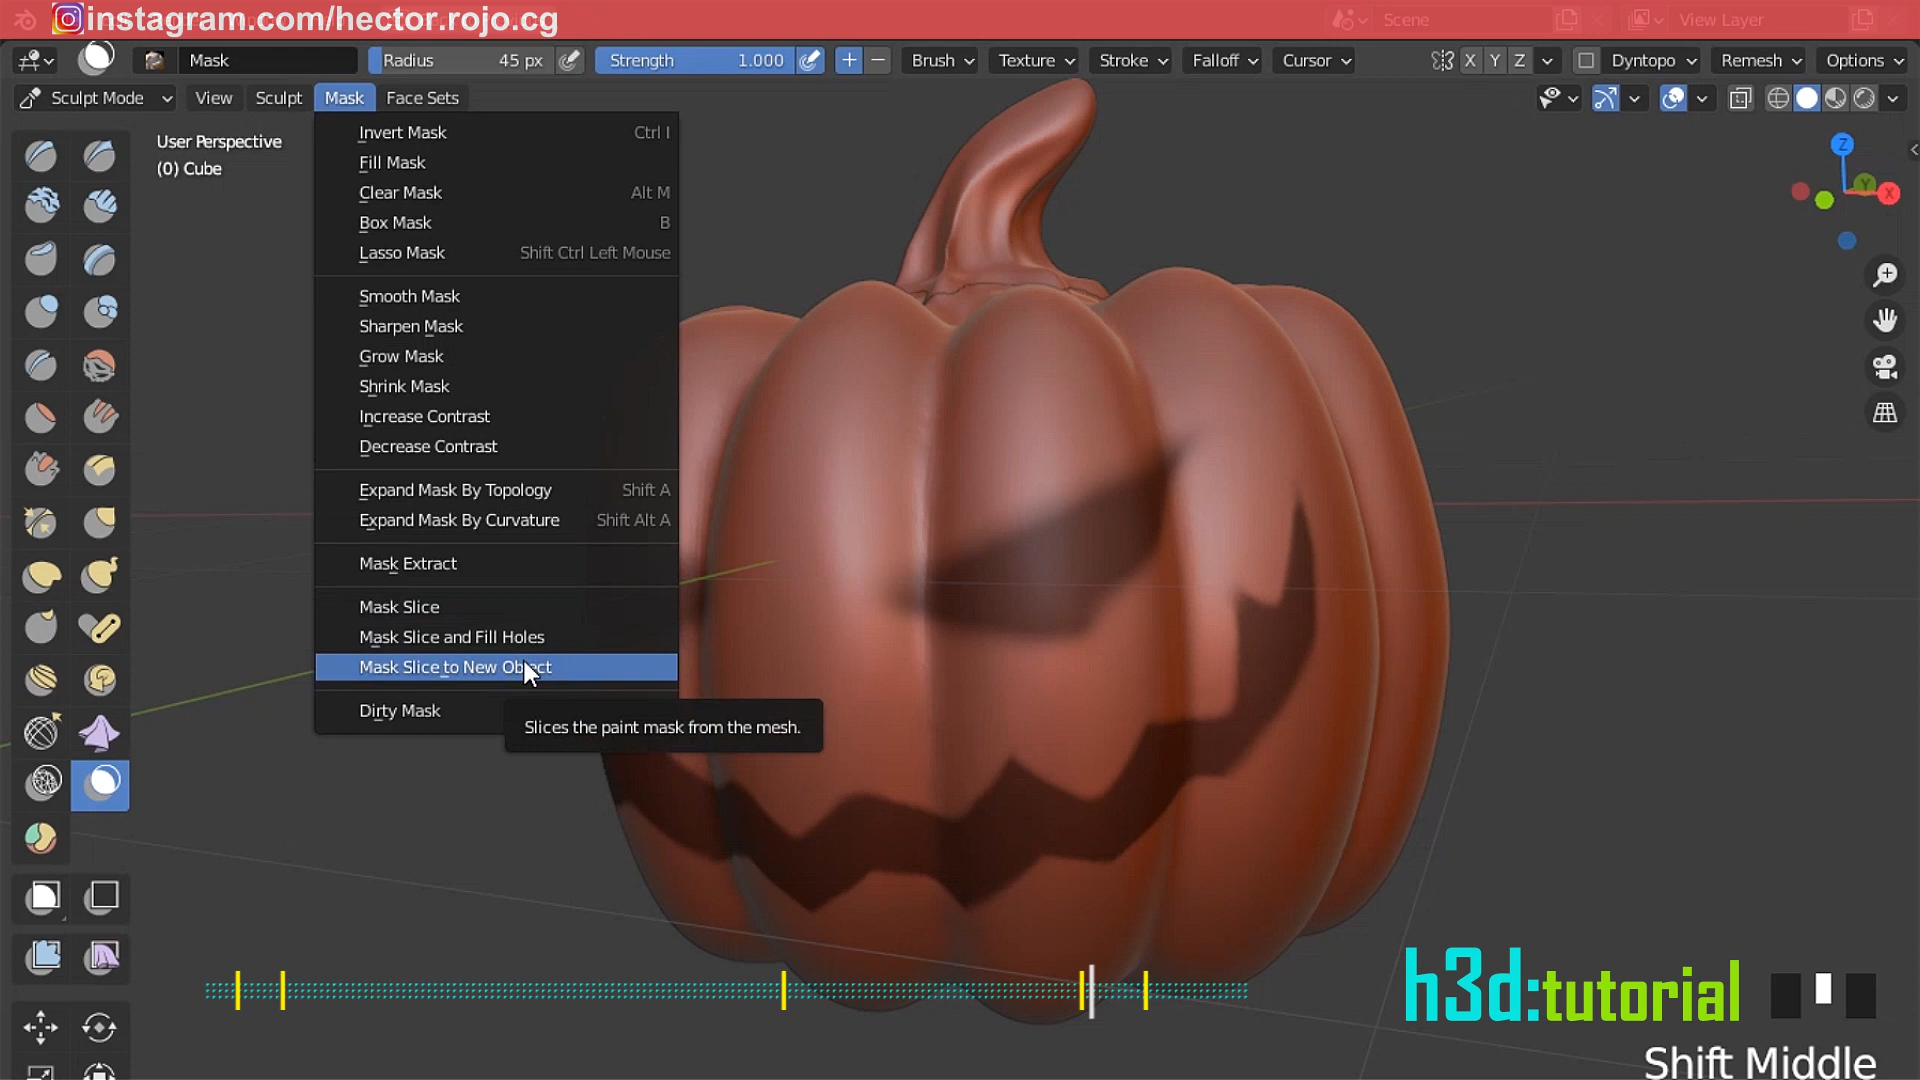 instagram.com/hector.rojo.cg
Scene
View Layer
Mask
Radius 45 px
Strength 1.000
Brush
Texture
Stroke
Falloff
Cursor
X Y Z
Dyntopo
Remesh
Options
Sculpt Mode
View
Sculpt
Mask
Face Sets
User Perspective
(0) Cube
Invert Mask Ctrl I
Fill Mask
Clear Mask Alt M
Box Mask B
Lasso Mask Shift Ctrl Left Mouse
Smooth Mask
Sharpen Mask
Grow Mask
Shrink Mask
Increase Contrast
Decrease Contrast
Expand Mask By Topology Shift A
Expand Mask By Curvature Shift Alt A
Mask Extract
Mask Slice
Mask Slice and Fill Holes
Mask Slice to New Object
Dirty Mask
Slices the paint mask from the mesh.
Z
Y
X
h3d:tutorial
Shift Middle